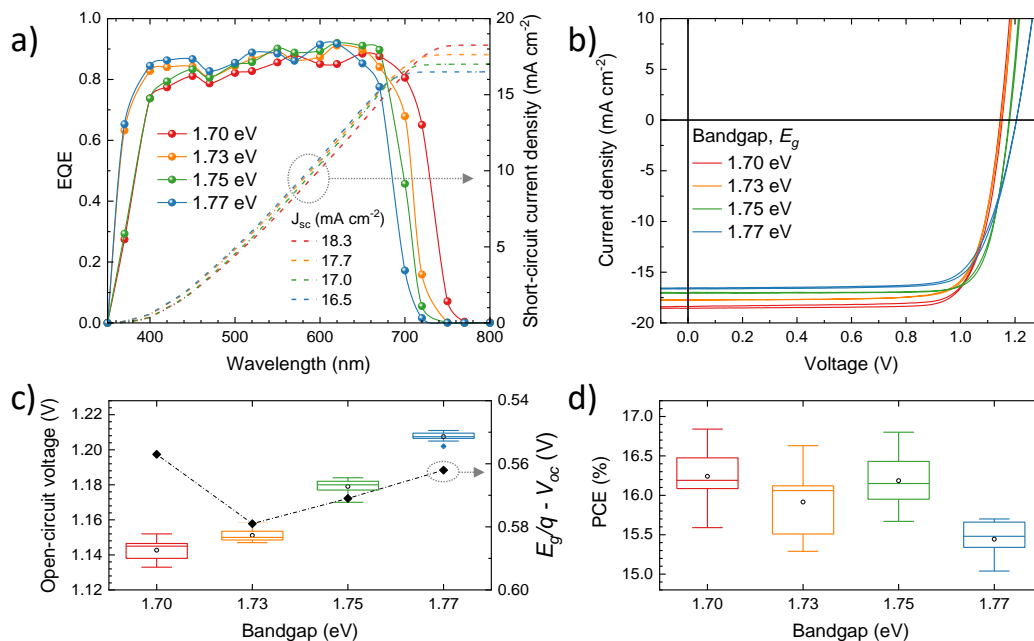 a)
1.0
0.8
0.6
0.4
0.2
0.0
EQE
1.70 eV
1.73 eV
1.75 eV
1.77 eV
Jsc (mA cm-2)
18.3
17.7
17.0
16.5
400
500
600
700
800
Wavelength (nm)
20
15
10
5
0
Short-circuit current density (mA cm-2)
b)
10
5
0
-5
-10
-15
-20
Current density (mA cm-2)
Bandgap, Eg
1.70 eV
1.73 eV
1.75 eV
1.77 eV
0.0
0.2
0.4
0.6
0.8
1.0
1.2
Voltage (V)
c)
1.22
1.20
1.18
1.16
1.14
1.12
Open-circuit voltage (V)
1.70
1.73
1.75
1.77
Bandgap (eV)
0.54
0.56
0.58
0.60
Eg/q - Voc (V)
d)
17.0
16.5
16.0
15.5
15.0
PCE (%)
1.70
1.73
1.75
1.77
Bandgap (eV)